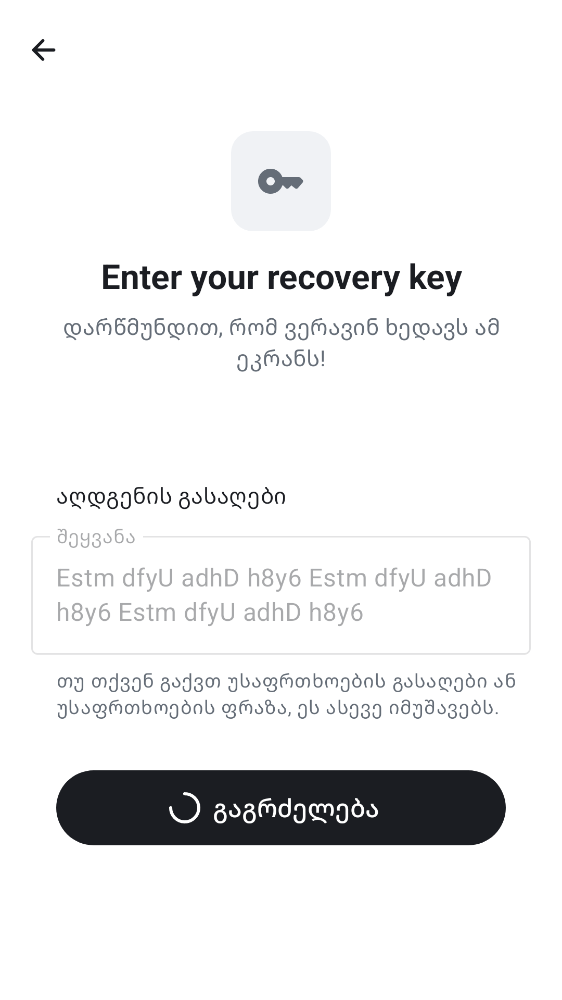 Enter your recovery key
დარწმუნდით, რომ ვერავინ ხედავს ამ
ეკრანს!
აღდგენის გასაღები
შეყვანა
Estm dfyU adhD h8y6 Estm dfyU adhD
h8y6 Estm dfyU adhD h8y6
თუ თქვენ გაქვთ უსაფრთხოების გასაღები ან
უსაფრთხოების ფრაზა, ეს ასევე იმუშავებს.
გაგრძელება